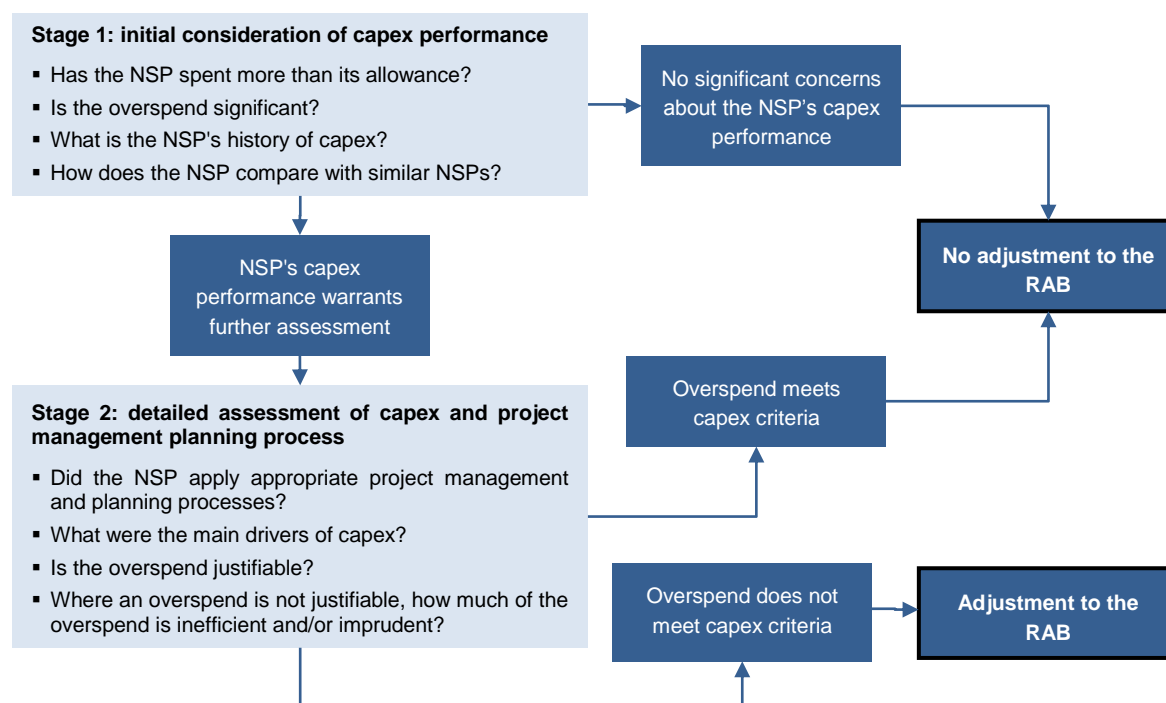 Stage 1: initial consideration of capex performance
▪ Has the NSP spent more than its allowance?
▪ Is the overspend significant?
▪ What is the NSP's history of capex?
▪ How does the NSP compare with similar NSPs?
No significant concerns
about the NSP’s capex
performance
No adjustment to the
RAB
NSP's capex
performance warrants
further assessment
Overspend meets
capex criteria
Stage 2: detailed assessment of capex and project
management planning process
▪ Did the NSP apply appropriate project management
and planning processes?
▪ What were the main drivers of capex?
▪ Is the overspend justifiable?
▪ Where an overspend is not justifiable, how much of the
overspend is inefficient and/or imprudent?
Overspend does not
meet capex criteria
Adjustment to the
RAB